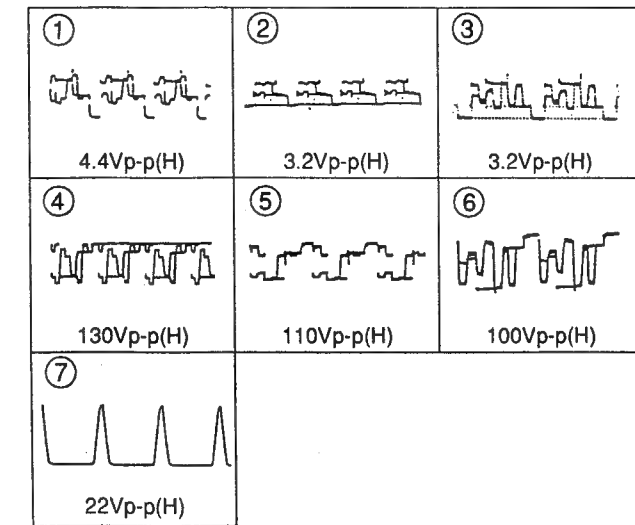 ① ② ③
4.4Vp-p(H) 3.2Vp-p(H) 3.2Vp-p(H)
④ ⑤ ⑥
130Vp-p(H) 110Vp-p(H) 100Vp-p(H)
⑦
22Vp-p(H)